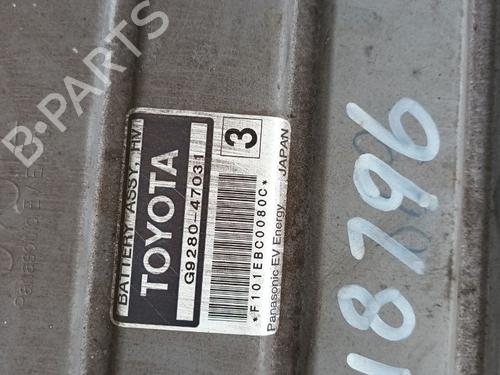 BATTERY ASSY, HV
TOYOTA
G9280-47031
3
*F101EBC0080C*
Panasonic EV Energy JAPAN
18796
B-PARTS